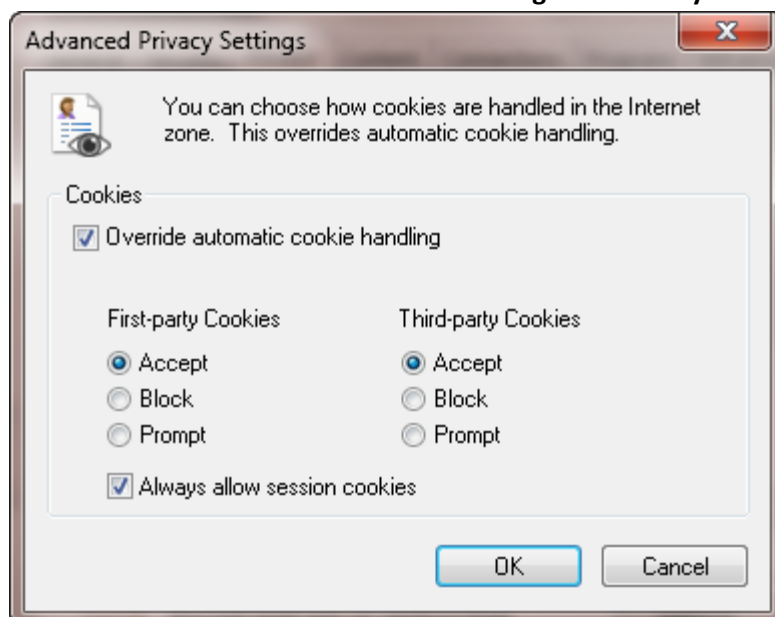 Advanced Privacy Settings
You can choose how cookies are handled in the Internet
zone. This overrides automatic cookie handling.
Cookies
Override automatic cookie handling
First-party Cookies Third-party Cookies
Accept Accept
Block Block
Prompt Prompt
Always allow session cookies
OK Cancel